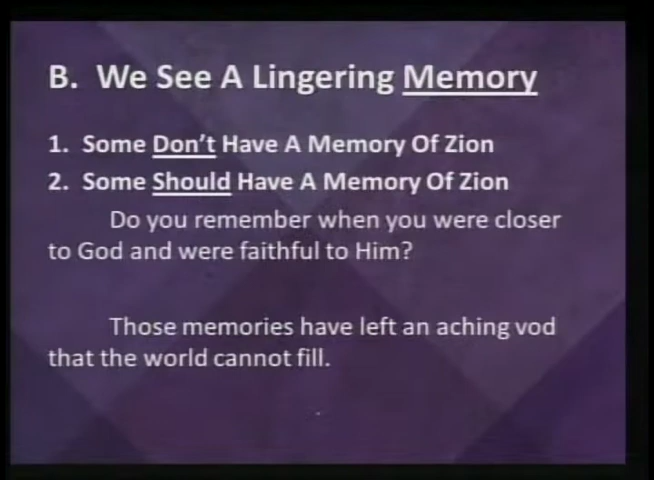 B. We See A Lingering Memory
1. Some Don't Have A Memory Of Zion
2. Some Should Have A Memory Of Zion
Do you remember when you were closer
to God and were faithful to Him?
Those memories have left an aching vod
that the world cannot fill.